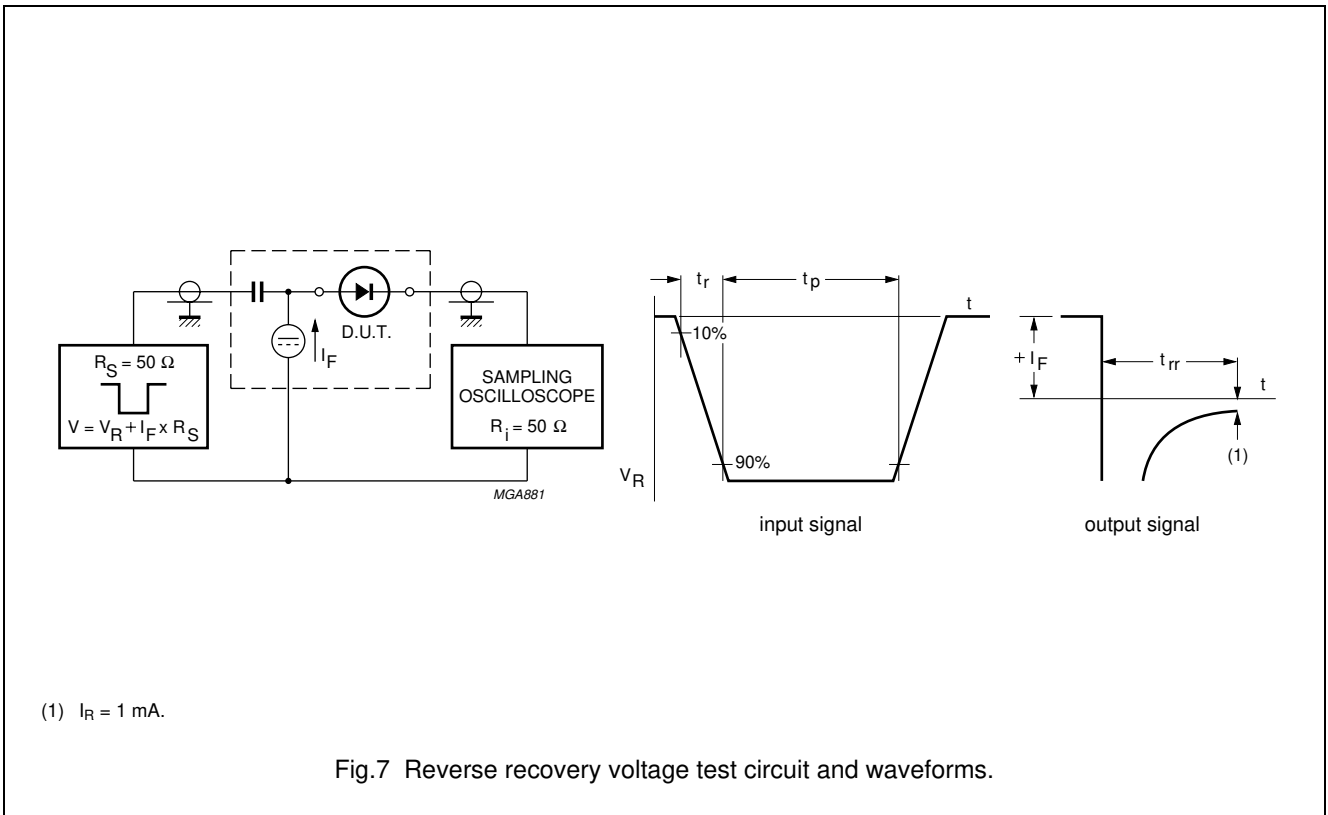 R_S = 50 Ω
V = V_R + I_F x R_S
I_F
D.U.T.
SAMPLING
OSCILLOSCOPE
R_i = 50 Ω
MGA881
t_r
t_p
t
10%
90%
V_R
input signal
+ I_F
t_rr
t
(1)
output signal
(1) I_R = 1 mA.
Fig.7 Reverse recovery voltage test circuit and waveforms.